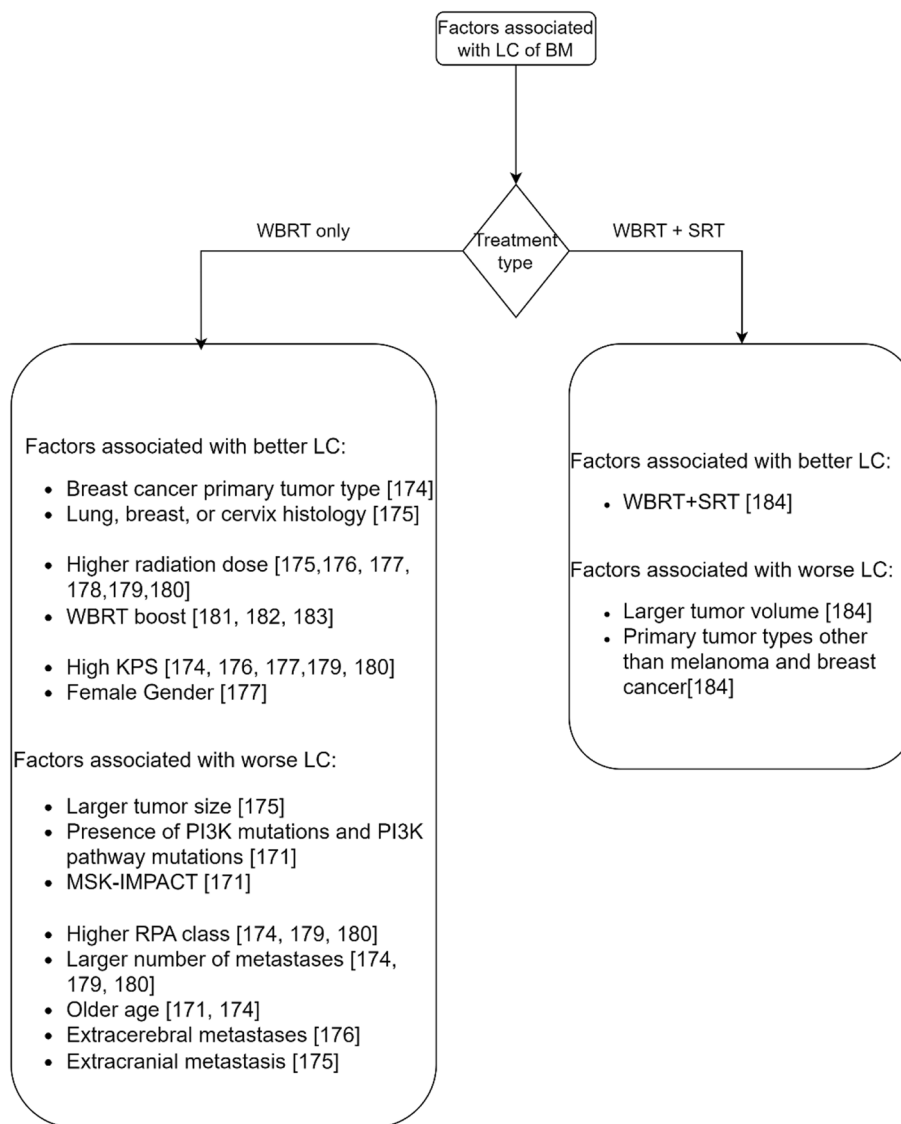 Factors associated
with LC of BM
WBRT only
Treatment
type
WBRT + SRT
Factors associated with better LC:
• Breast cancer primary tumor type [174]
• Lung, breast, or cervix histology [175]
• Higher radiation dose [175,176, 177,
178,179,180]
• WBRT boost [181, 182, 183]
• High KPS [174, 176, 177,179, 180]
• Female Gender [177]
Factors associated with worse LC:
• Larger tumor size [175]
• Presence of PI3K mutations and PI3K
pathway mutations [171]
• MSK-IMPACT [171]
• Higher RPA class [174, 179, 180]
• Larger number of metastases [174,
179, 180]
• Older age [171, 174]
• Extracerebral metastases [176]
• Extracranial metastasis [175]
Factors associated with better LC:
• WBRT+SRT [184]
Factors associated with worse LC:
• Larger tumor volume [184]
• Primary tumor types other
than melanoma and breast
cancer[184]